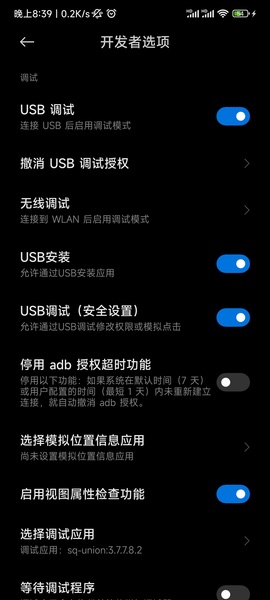 晚上8:39 | 0.2K/s
开发者选项
调试
USB 调试
连接 USB 后启用调试模式
撤消 USB 调试授权
无线调试
连接到 WLAN 后启用调试模式
USB安装
允许通过USB安装应用
USB调试（安全设置）
允许通过USB调试修改权限或模拟点击
停用 adb 授权超时功能
停用以下功能：如果系统在默认时间（7 天）
或用户配置的时间（最短 1 天）内未重新建立
连接，就自动撤消 adb 授权。
选择模拟位置信息应用
尚未设置模拟位置信息应用
启用视图属性检查功能
选择调试应用
调试应用：sq-union:3.7.7.8.2
等待调试程序